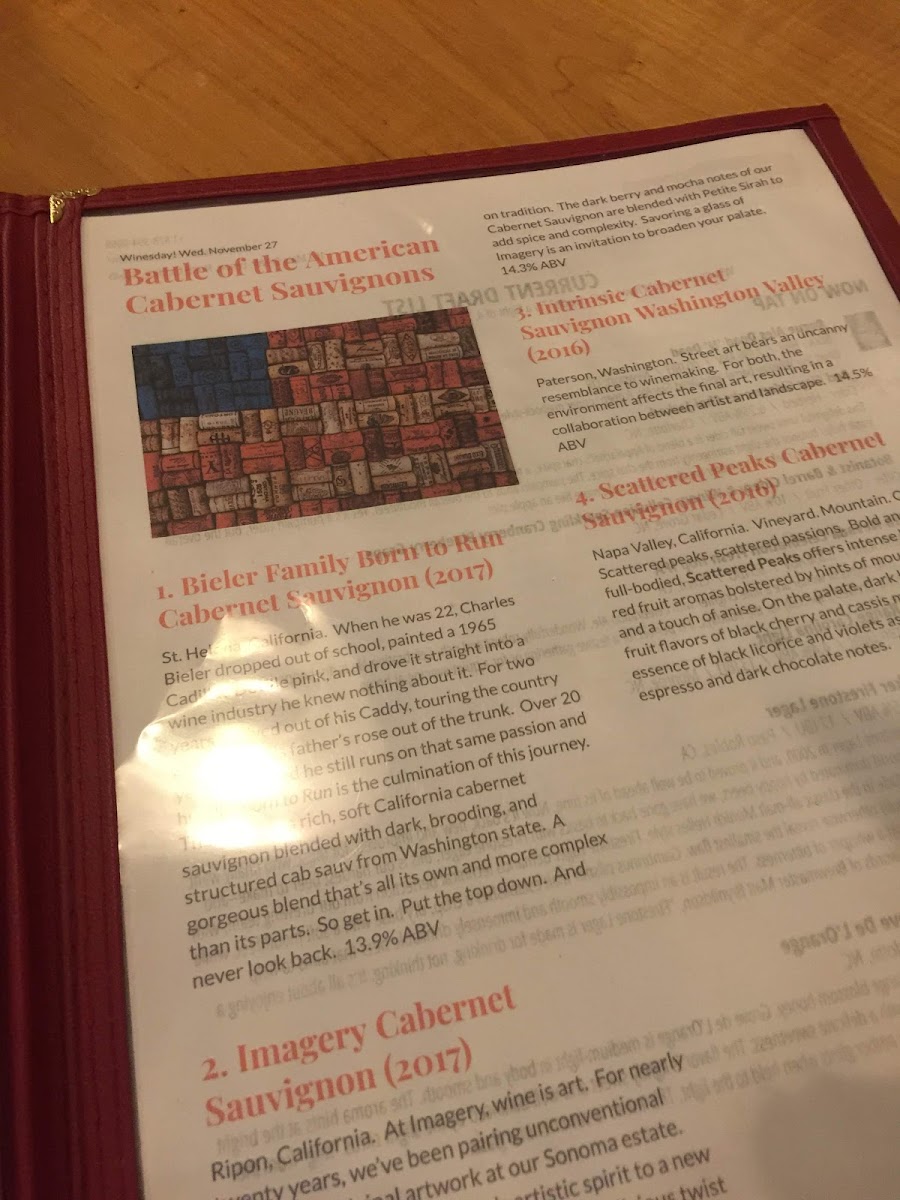 Winesday! Wed. November 27
Battle of the American
Cabernet Sauvignons
1. Bieler Family Born to Run
Cabernet Sauvignon (2017)
St. Helena California. When he was 22, Charles
Bieler dropped out of school, painted a 1965
pink, and drove it straight into a
wine industry he knew nothing about it. For two
out of his Caddy, touring the country
father's rose out of the trunk. Over 20
he still runs on that same passion and
to Run is the culmination of this journey.
rich, soft California cabernet
sauvignon blended with dark, brooding, and
structured cab sauv from Washington state. A
gorgeous blend that's all its own and more complex
than its parts. So get in. Put the top down. And
never look back. 13.9% ABV
2. Imagery Cabernet
Sauvignon (2017)
Ripon, California. At Imagery, wine is art. For nearly
twenty years, we've been pairing unconventional
artwork at our Sonoma estate.
artistic spirit to a new
twist
on tradition. The dark berry and mocha notes of our
Cabernet Sauvignon are blended with Petite Sirah to
add spice and complexity. Savoring a glass of
Imagery is an invitation to broaden your palate.
14.3% ABV
3. Intrinsic Cabernet
Sauvignon Washington Valley
(2016)
Paterson, Washington. Street art bears an uncanny
resemblance to winemaking. For both, the
environment affects the final art, resulting in a
collaboration between artist and landscape. 14.5%
ABV
4. Scattered Peaks Cabernet
Sauvignon (2016)
Napa Valley, California. Vineyard. Mountain.
Scattered peaks, scattered passions. Bold
full-bodied, Scattered Peaks offers intense
red fruit aromas bolstered by hints of
and a touch of anise. On the palate, dark
fruit flavors of black cherry and cassis
essence of black licorice and violets
espresso and dark chocolate notes.